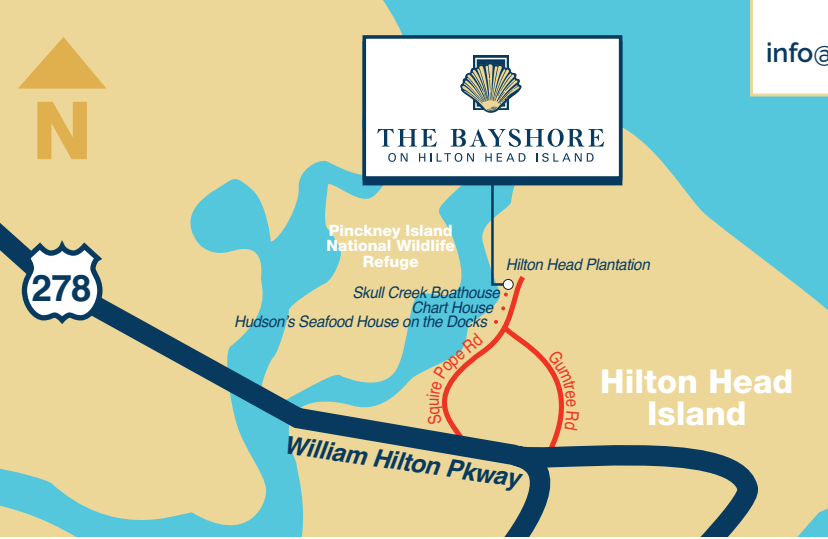 info@
N
THE BAYSHORE
ON HILTON HEAD ISLAND
Pinckney Island
National Wildlife
Refuge
Hilton Head Plantation
278
Skull Creek Boathouse
Chart House
Hudson's Seafood House on the Docks
Squire Pope Rd
Gumtree Rd
Hilton Head
Island
William Hilton Pkway